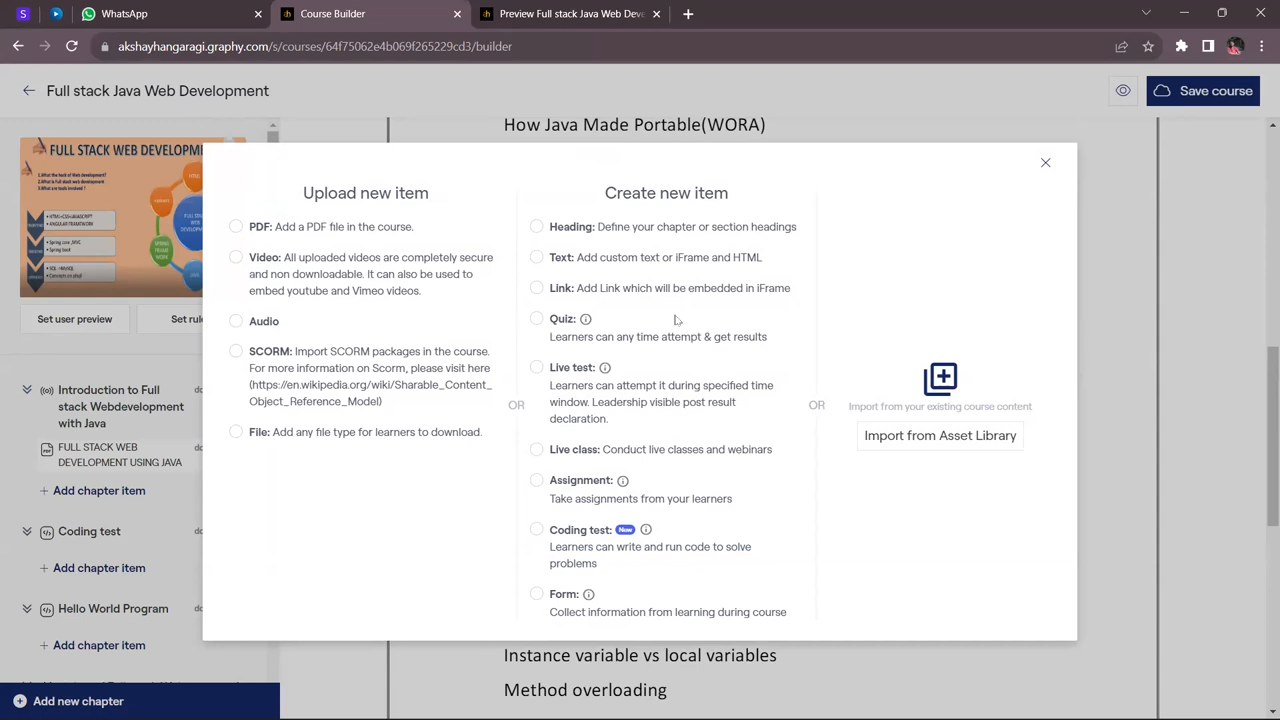 WhatsApp
Course Builder
Preview Full stack Java Web Dev
akshayhangaragi.graphy.com/s/courses/64f75062e4b069f265229cd3/builder
Full stack Java Web Development
Save course
How Java Made Portable(WORA)
FULL STACK WEB DEVELOPM
Upload new item
PDF: Add a PDF file in the course.
Video: All uploaded videos are completely secure
and non downloadable. It can also be used to
embed youtube and Vimeo videos.
Audio
SCORM: Import SCORM packages in the course.
For more information on Scorm, please visit here
(https://en.wikipedia.org/wiki/Sharable_Content_
Object_Reference_Model)
File: Add any file type for learners to download.
OR
Create new item
Heading: Define your chapter or section headings
Text: Add custom text or iFrame and HTML
Link: Add Link which will be embedded in iFrame
Quiz:
Learners can any time attempt & get results
Live test:
Learners can attempt it during specified time
window. Leadership visible post result
declaration.
Live class: Conduct live classes and webinars
Assignment:
Take assignments from your learners
Coding test: New
Learners can write and run code to solve
problems
Form:
Collect information from learning during course
OR
Import from your existing course content
Import from Asset Library
Set user preview
Set rul
Introduction to Full
stack Webdevelopment
with Java
FULL STACK WEB
DEVELOPMENT USING JAVA
Add chapter item
Coding test
Add chapter item
Hello World Program
Add chapter item
Add new chapter
Instance variable vs local variables
Method overloading